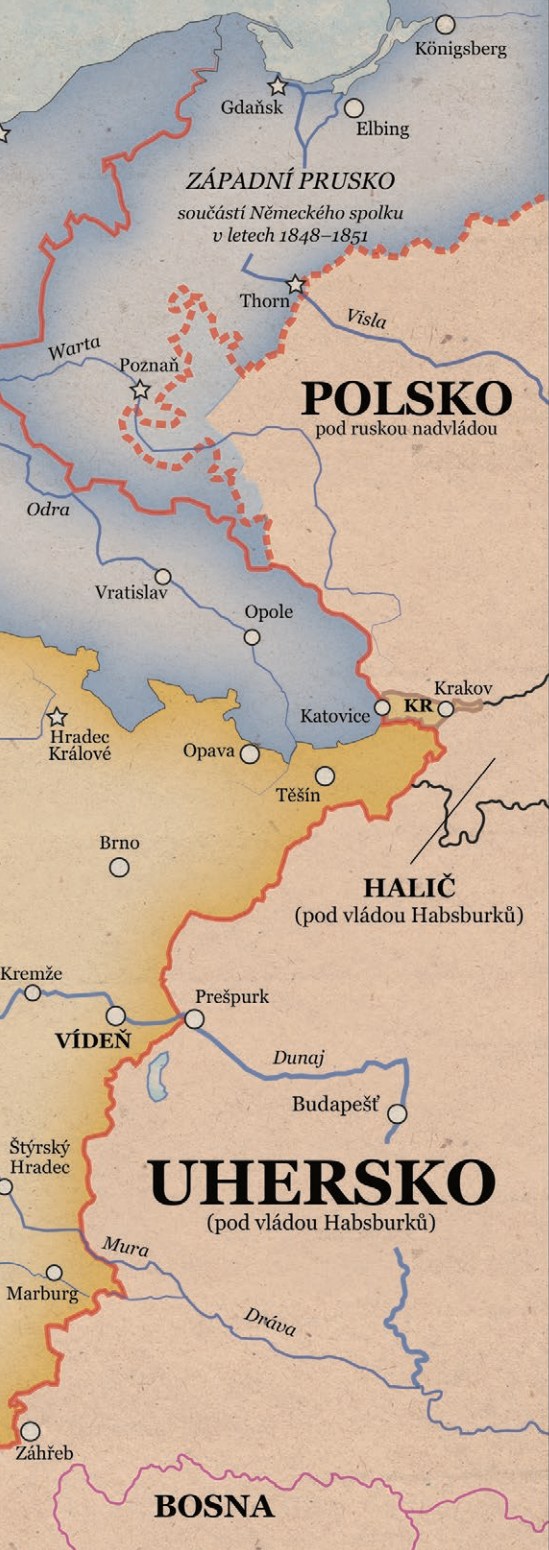 Königsberg
Gdaňsk
Elbing
ZÁPADNÍ PRUSKO
součástí Německého spolku
v letech 1848–1851
Thorn
Visla
Warta
Poznaň
POLSKO
pod ruskou nadvládou
Odra
Vratislav
Opole
Krakov
KR
Katovice
Hradec
Králové
Opava
Těšín
Brno
HALIČ
(pod vládou Habsburků)
Kremže
Prešpurk
VÍDEŇ
Dunaj
Budapešť
Štýrský
Hradec
UHERSKO
(pod vládou Habsburků)
Mura
Marburg
Dráva
Záhřeb
BOSNA